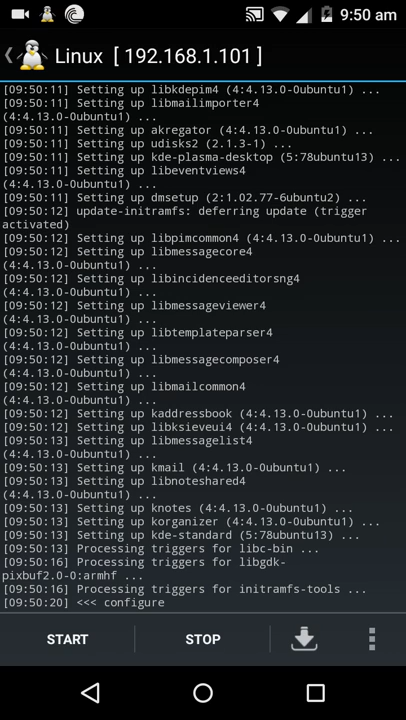 9:50 am
Linux [ 192.168.1.101 ]
[09:50:11] Setting up libkdepim4 (4:4.13.0-0ubuntu1) ...
[09:50:11] Setting up libmailimporter4
(4:4.13.0-0ubuntu1) ...
[09:50:11] Setting up akregator (4:4.13.0-0ubuntu1) ...
[09:50:11] Setting up udisks2 (2.1.3-1) ...
[09:50:11] Setting up kde-plasma-desktop (5:78ubuntu13) ...
[09:50:11] Setting up libeventviews4
(4:4.13.0-0ubuntu1) ...
[09:50:11] Setting up dmsetup (2:1.02.77-6ubuntu2) ...
[09:50:12] update-initramfs: deferring update (trigger
activated)
[09:50:12] Setting up libpimcommon4 (4:4.13.0-0ubuntu1) ...
[09:50:12] Setting up libmessagecore4
(4:4.13.0-0ubuntu1) ...
[09:50:12] Setting up libincidenceeditorsng4
(4:4.13.0-0ubuntu1) ...
[09:50:12] Setting up libmessageviewer4
(4:4.13.0-0ubuntu1) ...
[09:50:12] Setting up libtemplateparser4
(4:4.13.0-0ubuntu1) ...
[09:50:12] Setting up libmessagecomposer4
(4:4.13.0-0ubuntu1) ...
[09:50:12] Setting up libmailcommon4
(4:4.13.0-0ubuntu1) ...
[09:50:12] Setting up kaddressbook (4:4.13.0-0ubuntu1) ...
[09:50:12] Setting up libksieveui4 (4:4.13.0-0ubuntu1) ...
[09:50:13] Setting up libmessagelist4
(4:4.13.0-0ubuntu1) ...
[09:50:13] Setting up kmail (4:4.13.0-0ubuntu1) ...
[09:50:13] Setting up libnoteshared4
(4:4.13.0-0ubuntu1) ...
[09:50:13] Setting up knotes (4:4.13.0-0ubuntu1) ...
[09:50:13] Setting up korganizer (4:4.13.0-0ubuntu1) ...
[09:50:13] Setting up kde-standard (5:78ubuntu13) ...
[09:50:13] Processing triggers for libc-bin ...
[09:50:16] Processing triggers for libgdk-
pixbuf2.0-0:armhf ...
[09:50:16] Processing triggers for initramfs-tools ...
[09:50:20] <<< configure
START STOP